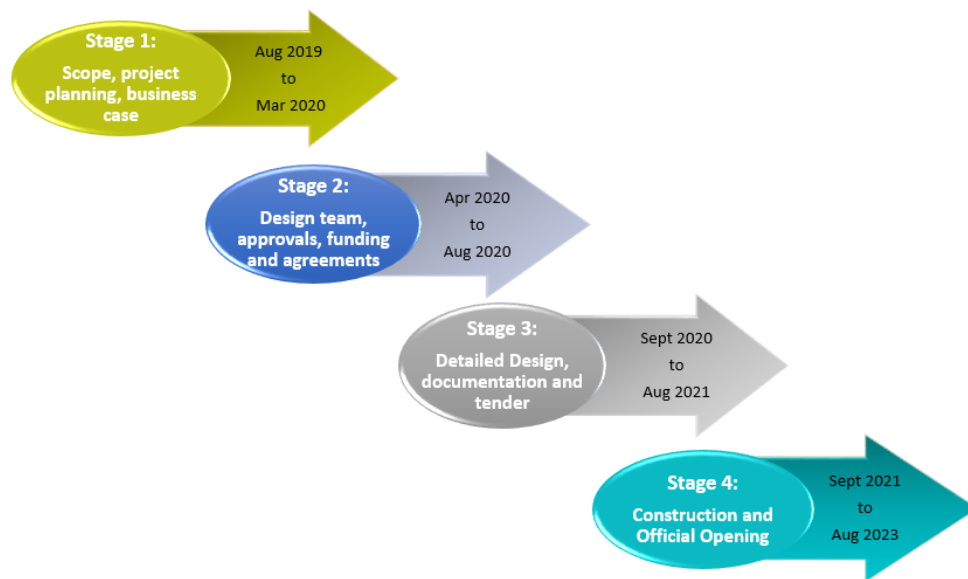 Stage 1:
Scope, project
planning, business
case
Aug 2019
to
Mar 2020
Stage 2:
Design team,
approvals, funding
and agreements
Apr 2020
to
Aug 2020
Stage 3:
Detailed Design,
documentation and
tender
Sept 2020
to
Aug 2021
Stage 4:
Construction and
Official Opening
Sept 2021
to
Aug 2023